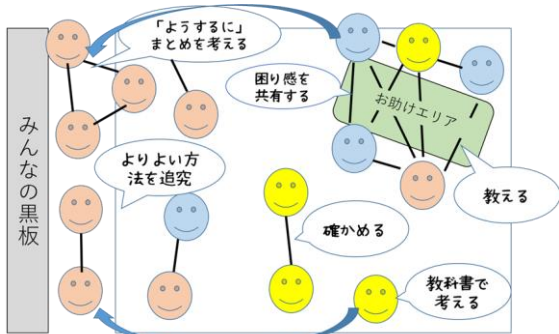 「ようするに」
まとめを考える
困り感を
共有する
お助けエリア
みんなの黒板
よりよい方
法を追究
教える
確かめる
教科書で
考える